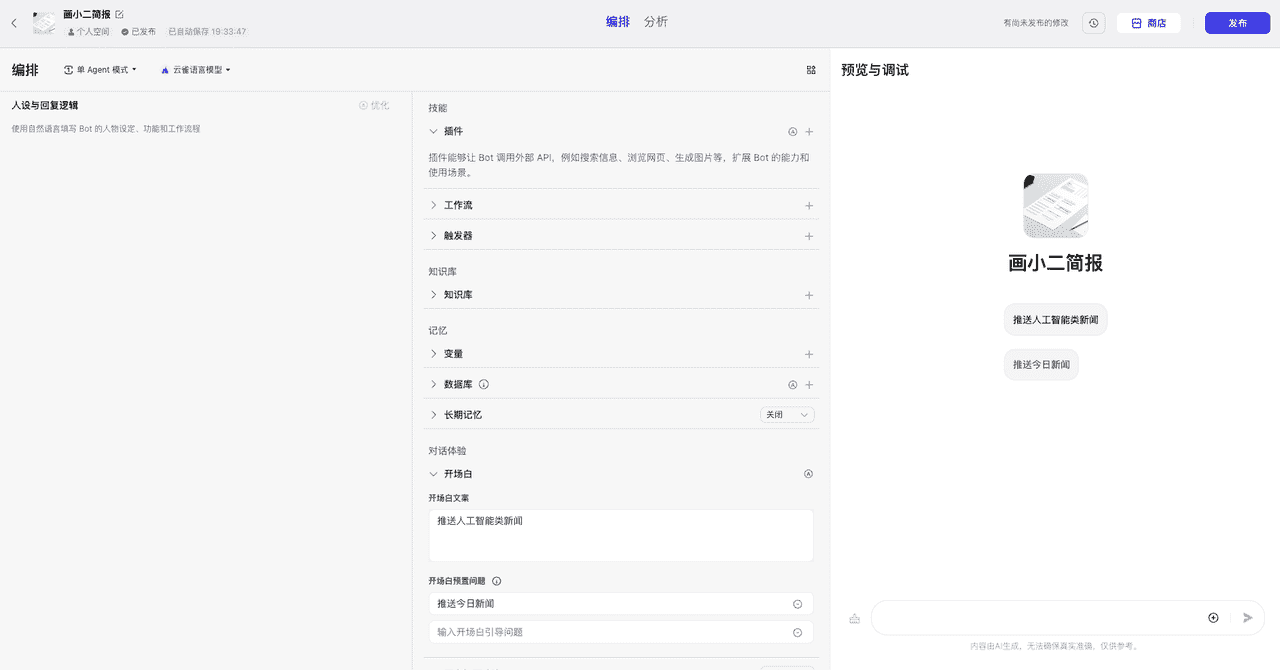 画小二简报
个人空间 已发布 已自动保存 19:33:47
编排 分析
有尚未发布的修改
商店
发布
编排
单 Agent 模式
云雀语言模型
预览与调试
人设与回复逻辑
优化
使用自然语言填写 Bot 的人物设定、功能和工作流程
技能
插件
插件能够让 Bot 调用外部 API，例如搜索信息、浏览网页、生成图片等，扩展 Bot 的能力和
使用场景。
工作流
触发器
知识库
知识库
记忆
变量
数据库
长期记忆
关闭
对话体验
开场白
开场白文案
推送人工智能类新闻
开场白预置问题
推送今日新闻
输入开场白引导问题
画小二简报
推送人工智能类新闻
推送今日新闻
内容由AI生成，无法确保真实准确，仅供参考。